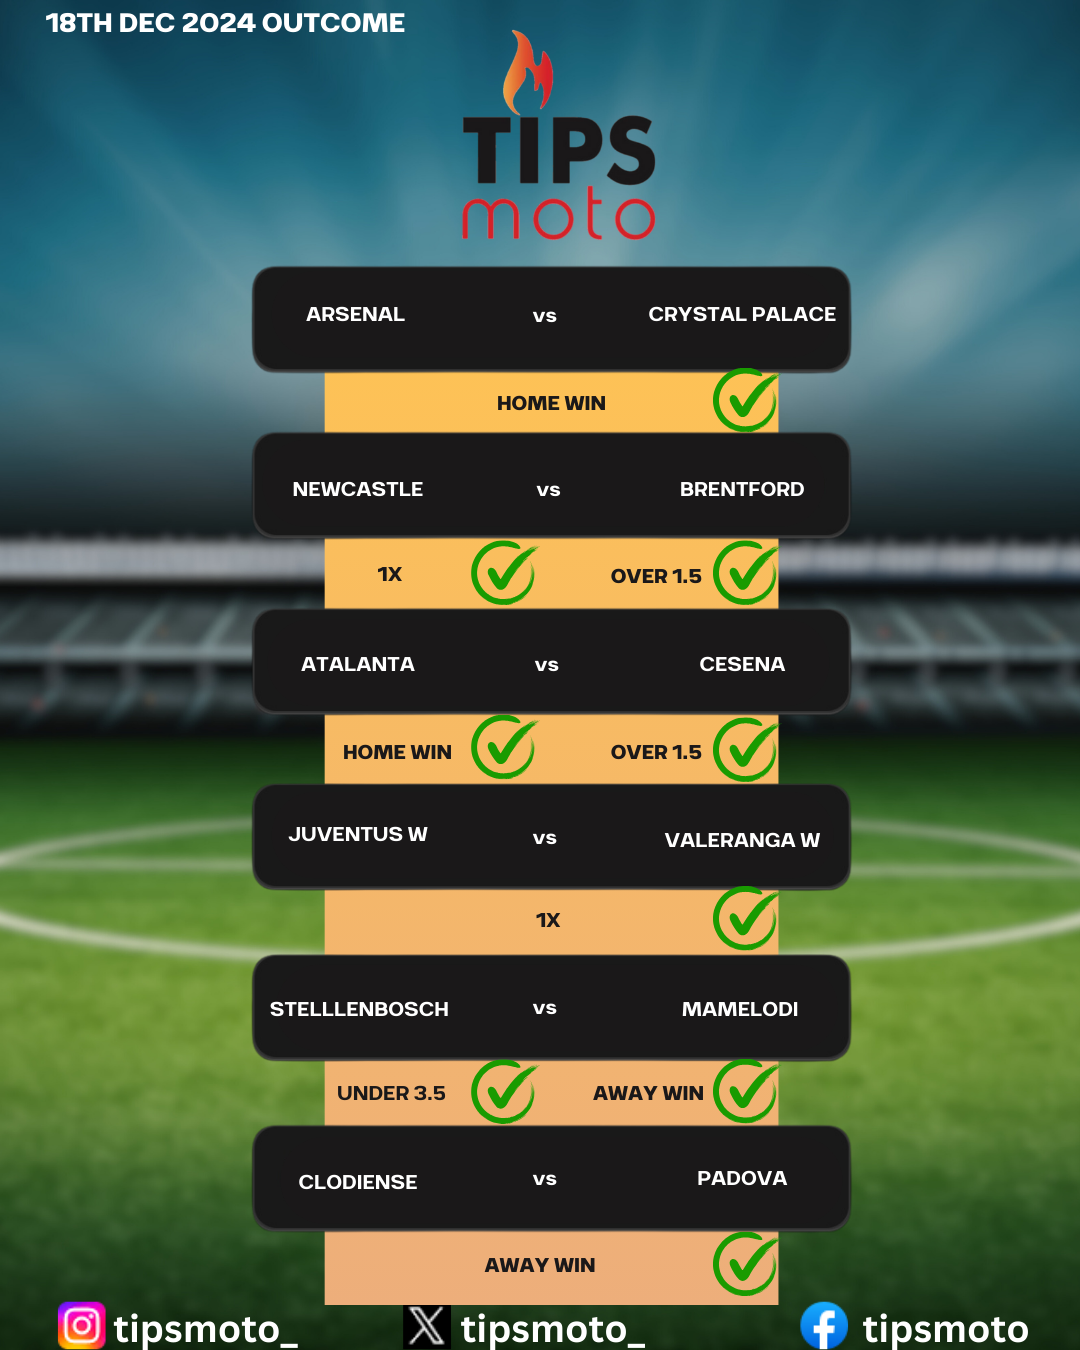 18TH DEC 2024 OUTCOME
TIPS
moto
ARSENAL vs CRYSTAL PALACE
HOME WIN
NEWCASTLE vs BRENTFORD
1X OVER 1.5
ATALANTA vs CESENA
HOME WIN OVER 1.5
JUVENTUS W vs VALERANGA W
1X
STELLLENBOSCH vs MAMELODI
UNDER 3.5 AWAY WIN
CLODIENSE vs PADOVA
AWAY WIN
tipsmoto_ tipsmoto_ tipsmoto